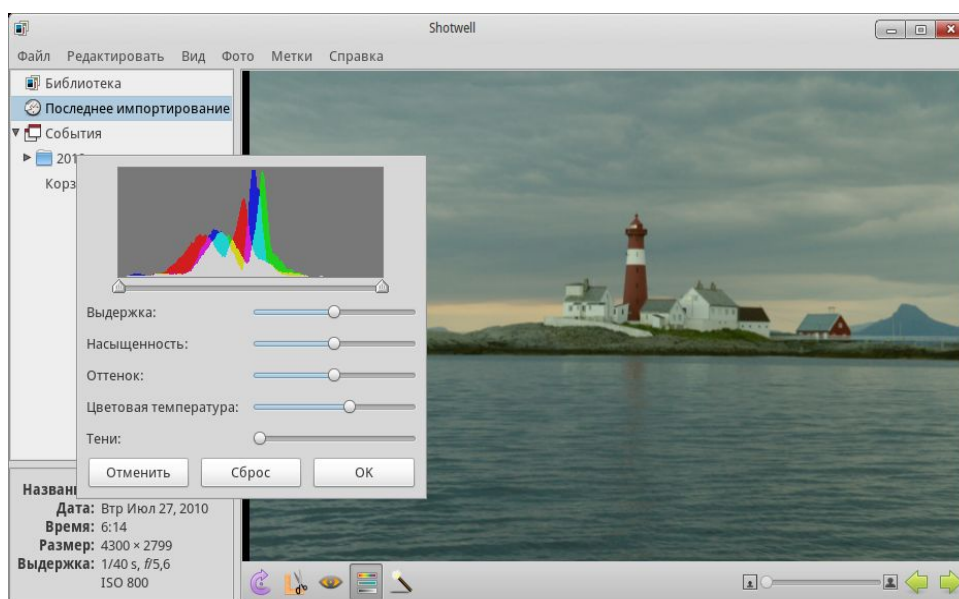 Shotwell
Файл Редактировать Вид Фото Метки Справка
Библиотека
Последнее импортирование
События
Выдержка:
Насыщенность:
Оттенок:
Цветовая температура:
Тени:
Отменить Сброс OK
Дата: Втр Июл 27, 2010
Время: 6:14
Размер: 4300 × 2799
Выдержка: 1/40 s, f/5,6
ISO 800